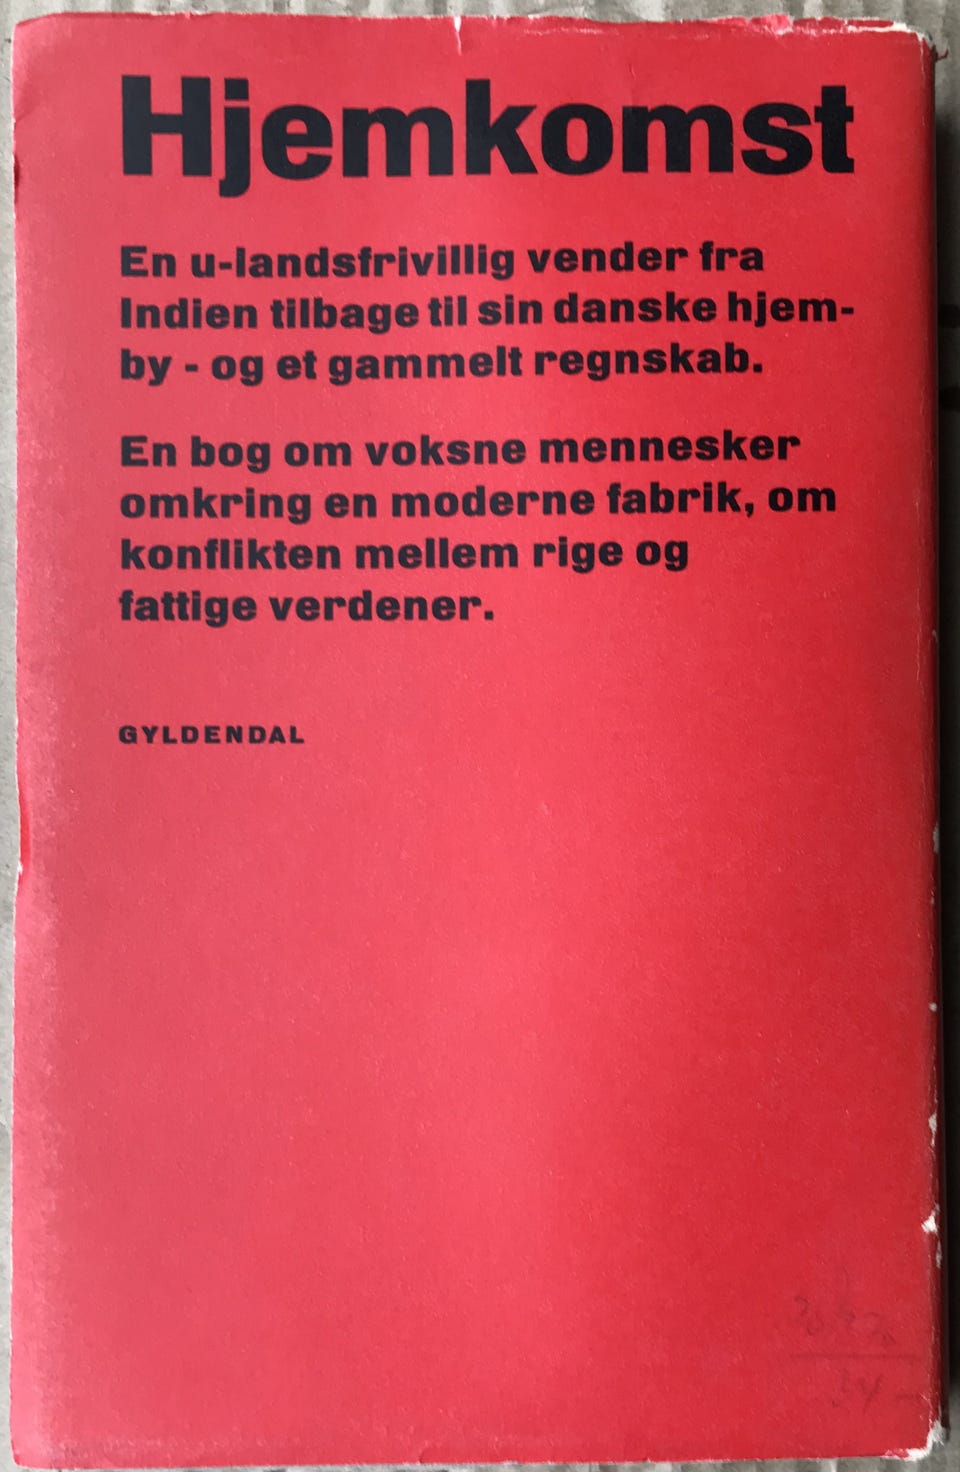 Hjemkomst
En u-landsfrivillig vender fra
Indien tilbage til sin danske hjem-
by - og et gammelt regnskab.
En bog om voksne mennesker
omkring en moderne fabrik, om
konflikten mellem rige og
fattige verdener.
GYLDENDAL